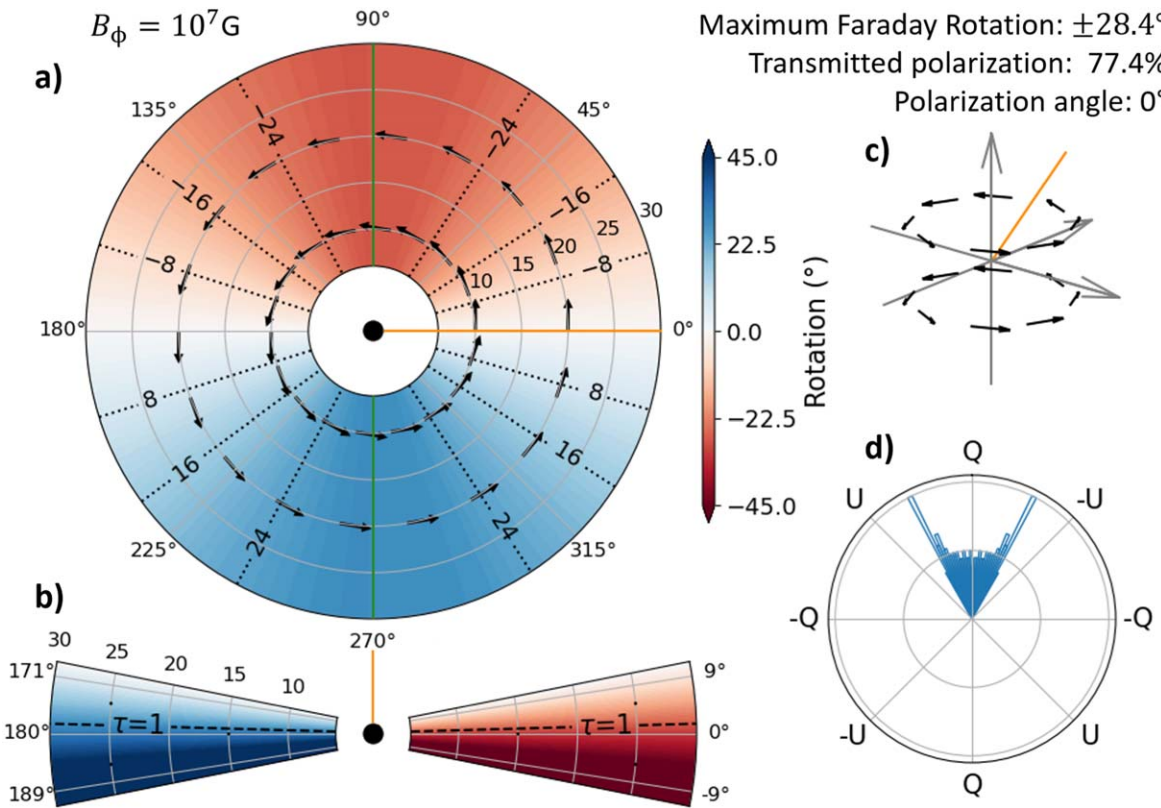 B_ϕ = 10⁷G
Maximum Faraday Rotation: ±28.4°
Transmitted polarization: 77.4%
Polarization angle: 0°
a)
90°
135°
45°
−24
−24
−16
−16
−8
−8
30
25
20
15
10
180°
0°
8
8
16
16
24
24
225°
315°
270°
45.0
22.5
0.0
−22.5
−45.0
Rotation (°)
c)
d)
Q
U
-U
-Q
-Q
-U
U
Q
b)
30
25
20
15
10
171°
180°
189°
τ=1
τ=1
9°
0°
-9°